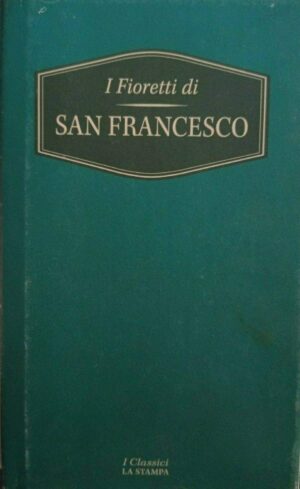 I Fioretti di
SAN FRANCESCO
I Classici
LA STAMPA